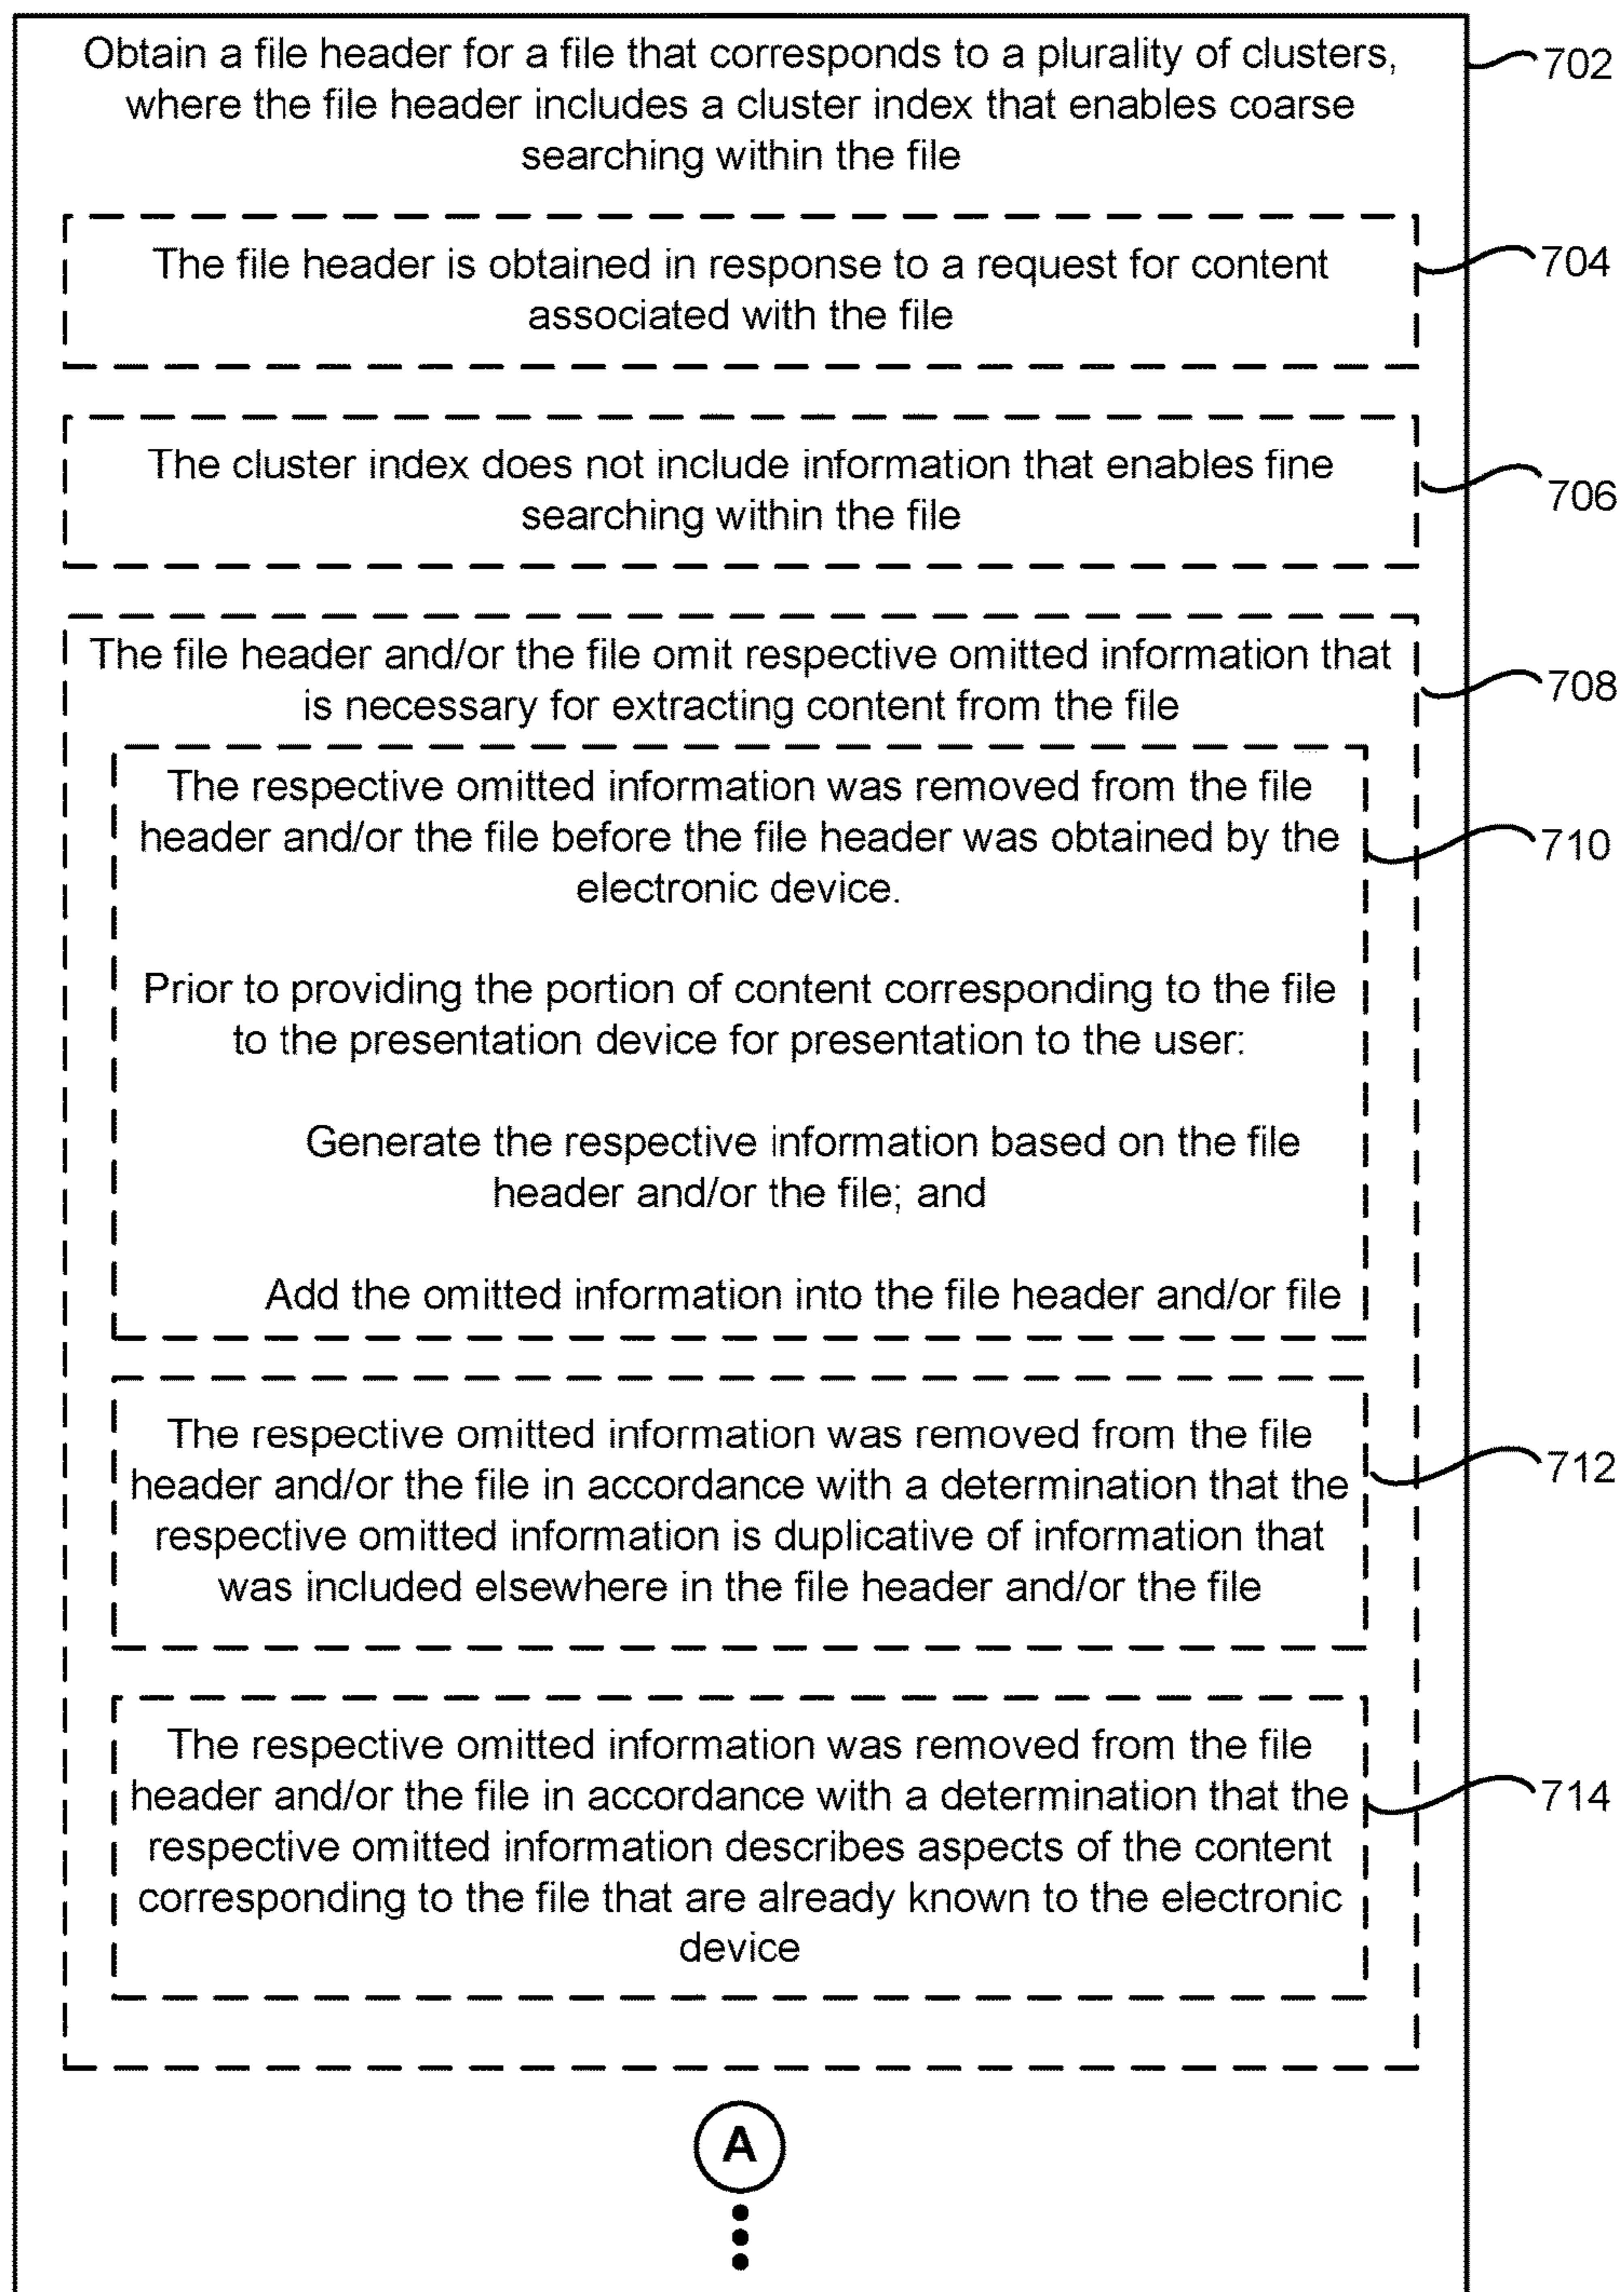 Obtain a file header for a file that corresponds to a plurality of clusters,
where the file header includes a cluster index that enables coarse
searching within the file
702
The file header is obtained in response to a request for content
associated with the file
704
The cluster index does not include information that enables fine
searching within the file
706
The file header and/or the file omit respective omitted information that
is necessary for extracting content from the file
708
The respective omitted information was removed from the file
header and/or the file before the file header was obtained by the
electronic device.
710
Prior to providing the portion of content corresponding to the file
to the presentation device for presentation to the user:
Generate the respective information based on the file
header and/or the file; and
Add the omitted information into the file header and/or file
The respective omitted information was removed from the file
header and/or the file in accordance with a determination that the
respective omitted information is duplicative of information that
was included elsewhere in the file header and/or the file
712
The respective omitted information was removed from the file
header and/or the file in accordance with a determination that the
respective omitted information describes aspects of the content
corresponding to the file that are already known to the electronic
device
714
A